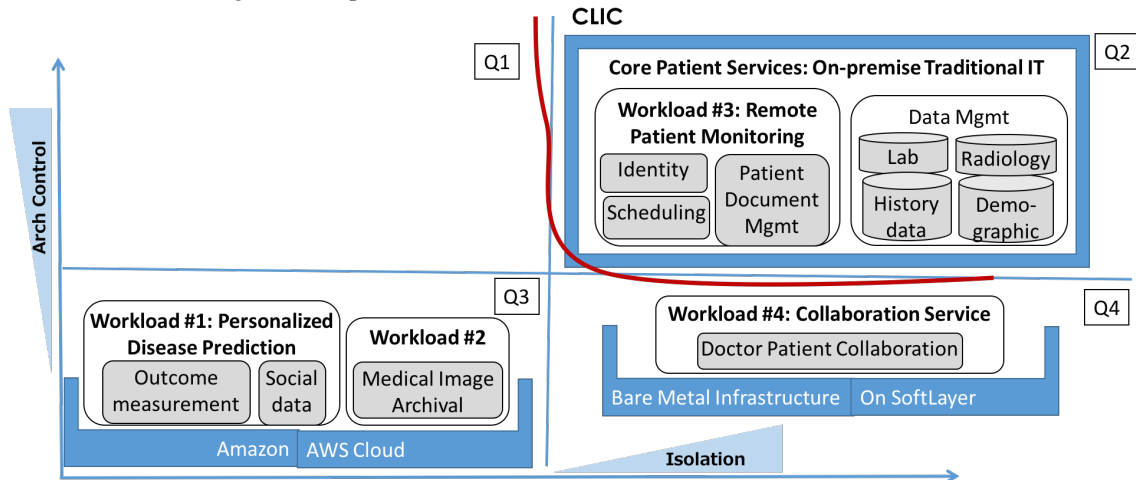 CLIC
Q1
Q2
Core Patient Services: On-premise Traditional IT
Workload #3: Remote
Patient Monitoring
Identity
Scheduling
Patient
Document
Mgmt
Data Mgmt
Lab
Radiology
History
data
Demo-
graphic
Arch Control
Q3
Q4
Workload #1: Personalized
Disease Prediction
Outcome
measurement
Social
data
Workload #2
Medical Image
Archival
Amazon
AWS Cloud
Workload #4: Collaboration Service
Doctor Patient Collaboration
Bare Metal Infrastructure
On SoftLayer
Isolation